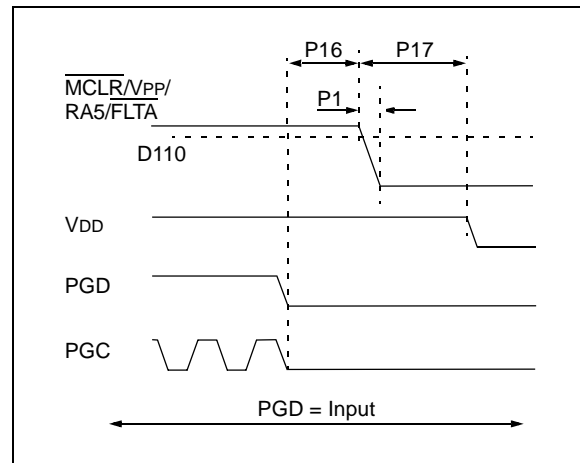 P16
P17
MCLR/VPP/
RA5/FLTA
P1
D110
VDD
PGD
PGC
PGD = Input